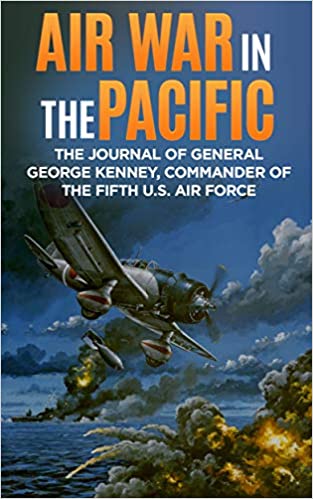 AIR WAR IN
THE PACIFIC
THE JOURNAL OF GENERAL
GEORGE KENNEY, COMMANDER OF
THE FIFTH U.S. AIR FORCE